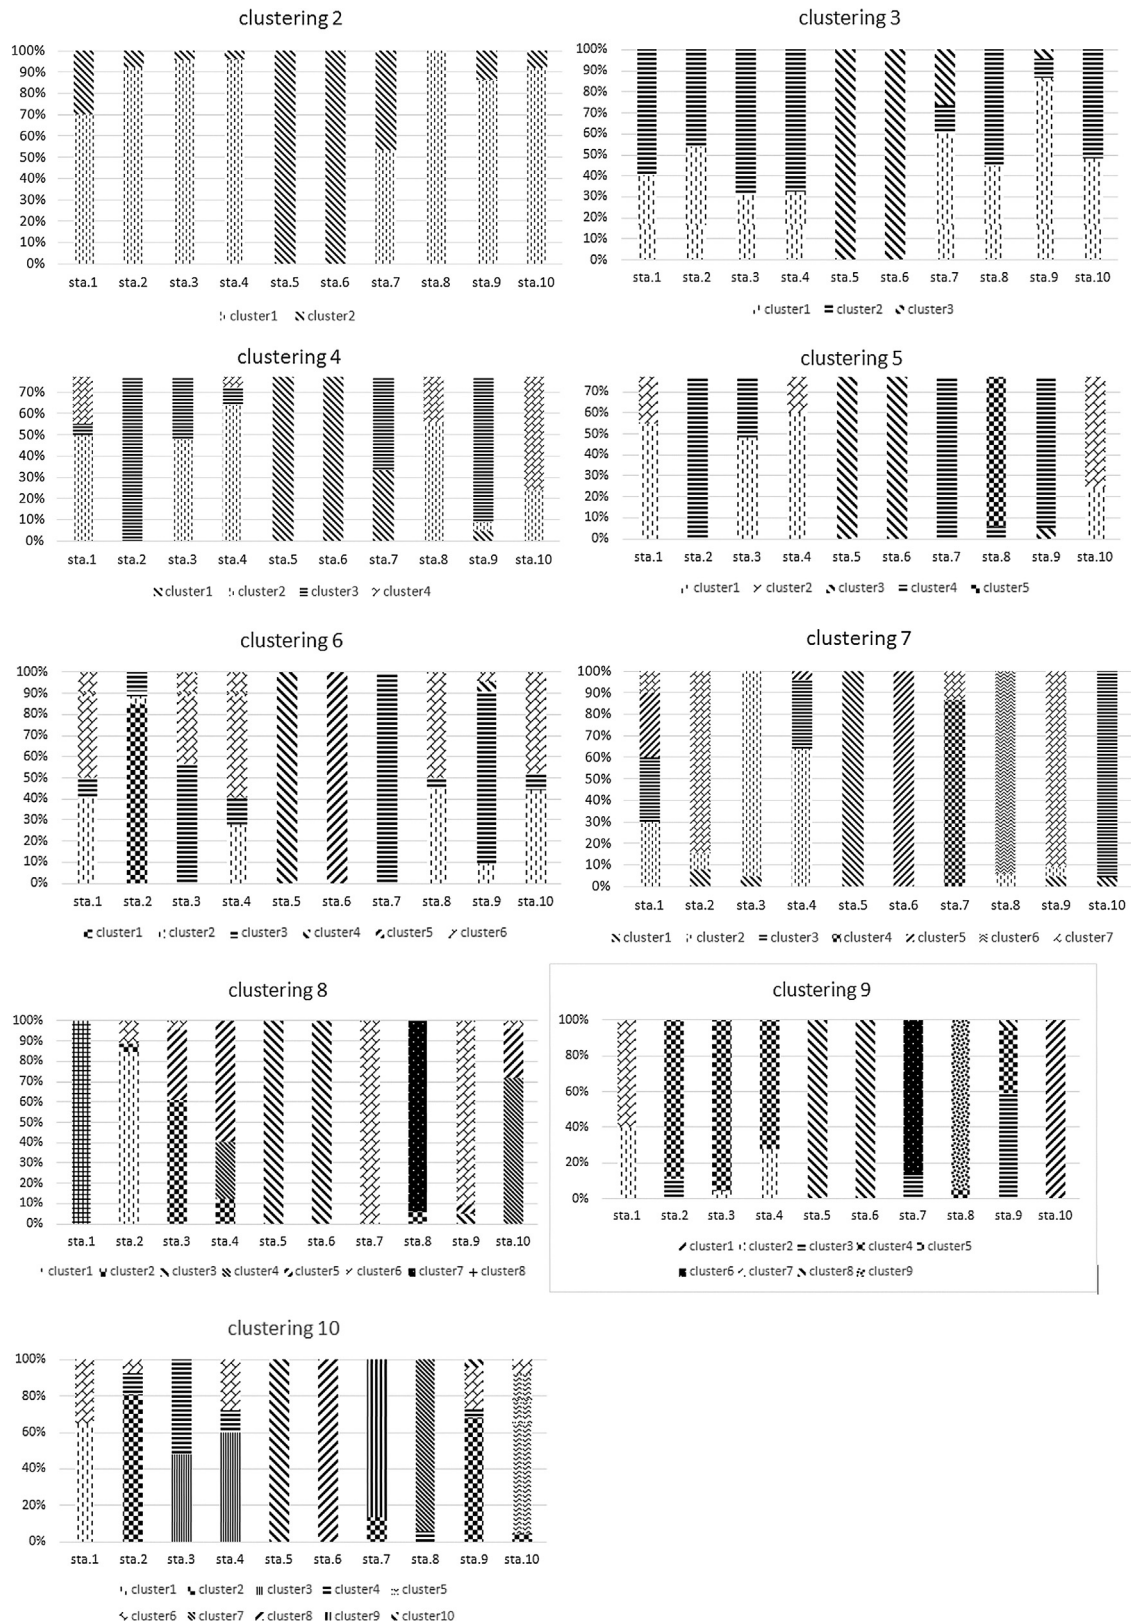 clustering 2
100%
90%
80%
70%
60%
50%
40%
30%
20%
10%
0%
sta.1 sta.2 sta.3 sta.4 sta.5 sta.6 sta.7 sta.8 sta.9 sta.10
cluster1 cluster2
clustering 3
100%
90%
80%
70%
60%
50%
40%
30%
20%
10%
0%
sta.1 sta.2 sta.3 sta.4 sta.5 sta.6 sta.7 sta.8 sta.9 sta.10
cluster1 cluster2 cluster3
clustering 4
70%
60%
50%
40%
30%
20%
10%
0%
sta.1 sta.2 sta.3 sta.4 sta.5 sta.6 sta.7 sta.8 sta.9 sta.10
cluster1 cluster2 cluster3 cluster4
clustering 5
70%
60%
50%
40%
30%
20%
10%
0%
sta.1 sta.2 sta.3 sta.4 sta.5 sta.6 sta.7 sta.8 sta.9 sta.10
cluster1 cluster2 cluster3 cluster4 cluster5
clustering 6
100%
90%
80%
70%
60%
50%
40%
30%
20%
10%
0%
sta.1 sta.2 sta.3 sta.4 sta.5 sta.6 sta.7 sta.8 sta.9 sta.10
cluster1 cluster2 cluster3 cluster4 cluster5 cluster6
clustering 7
100%
90%
80%
70%
60%
50%
40%
30%
20%
10%
0%
sta.1 sta.2 sta.3 sta.4 sta.5 sta.6 sta.7 sta.8 sta.9 sta.10
cluster1 cluster2 cluster3 cluster4 cluster5 cluster6 cluster7
clustering 8
100%
90%
80%
70%
60%
50%
40%
30%
20%
10%
0%
sta.1 sta.2 sta.3 sta.4 sta.5 sta.6 sta.7 sta.8 sta.9 sta.10
cluster1 cluster2 cluster3 cluster4 cluster5 cluster6 cluster7 cluster8
clustering 9
100%
80%
60%
40%
20%
0%
sta.1 sta.2 sta.3 sta.4 sta.5 sta.6 sta.7 sta.8 sta.9 sta.10
cluster1 cluster2 cluster3 cluster4 cluster5
cluster6 cluster7 cluster8 cluster9
clustering 10
100%
80%
60%
40%
20%
0%
sta.1 sta.2 sta.3 sta.4 sta.5 sta.6 sta.7 sta.8 sta.9 sta.10
cluster1 cluster2 cluster3 cluster4 cluster5
cluster6 cluster7 cluster8 cluster9 cluster10